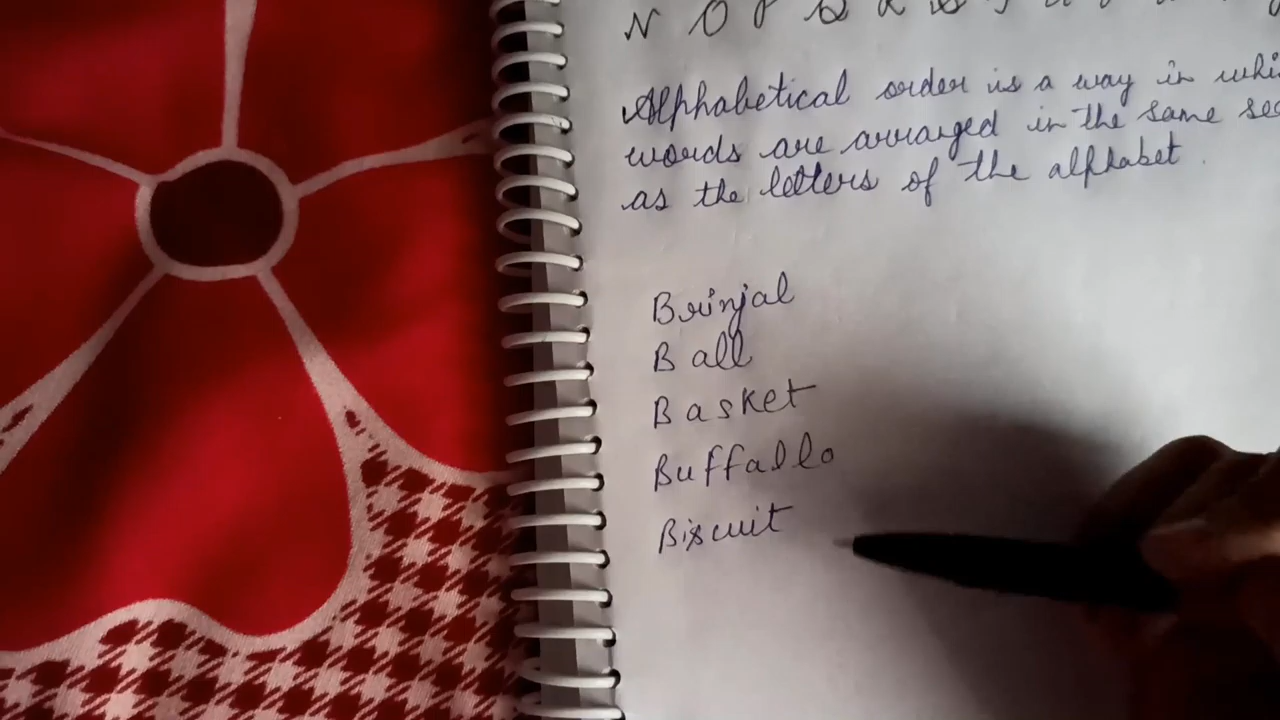 N O P Q R S T
Alphabetical order is a way in
words are arranged in the same
as the letters of the alphabet.
Brinjal
Ball
Basket
Buffallo
Biscuit